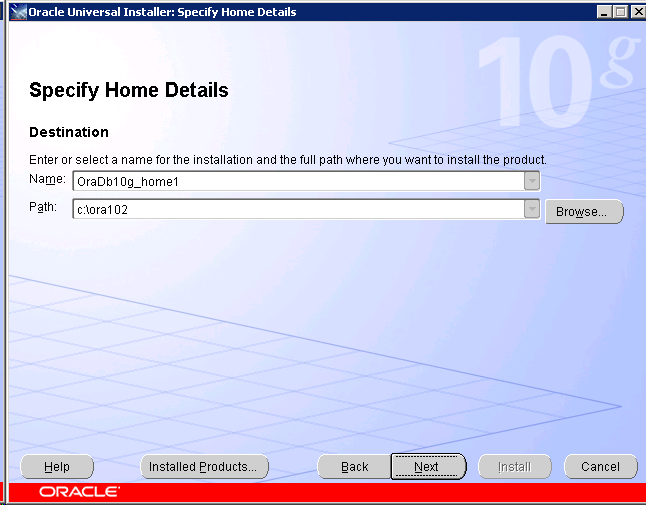 Oracle Universal Installer: Specify Home Details
10g
Specify Home Details
Destination
Enter or select a name for the installation and the full path where you want to install the product.
Name: OraDb10g_home1
Path: c:\ora102 Browse...
Help Installed Products... Back Next Install Cancel
ORACLE